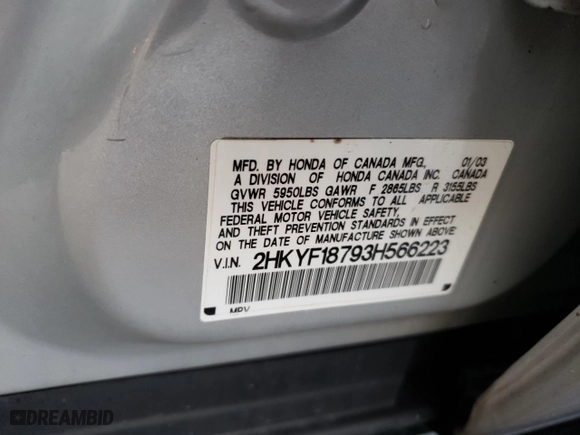 MFD. BY HONDA OF CANADA MFG, 01/03
A DIVISION OF HONDA CANADA INC. CANADA
GVWR 5950LBS GAWR F 2865LBS R 3155LBS
THIS VEHICLE CONFORMS TO ALL APPLICABLE
FEDERAL MOTOR VEHICLE SAFETY,
AND THEFT PREVENTION STANDARDS IN EFFECT
ON THE DATE OF MANUFACTURE SHOWN ABOVE:
V.I.N. 2HKYF18793H566223
MPV
DREAMBID